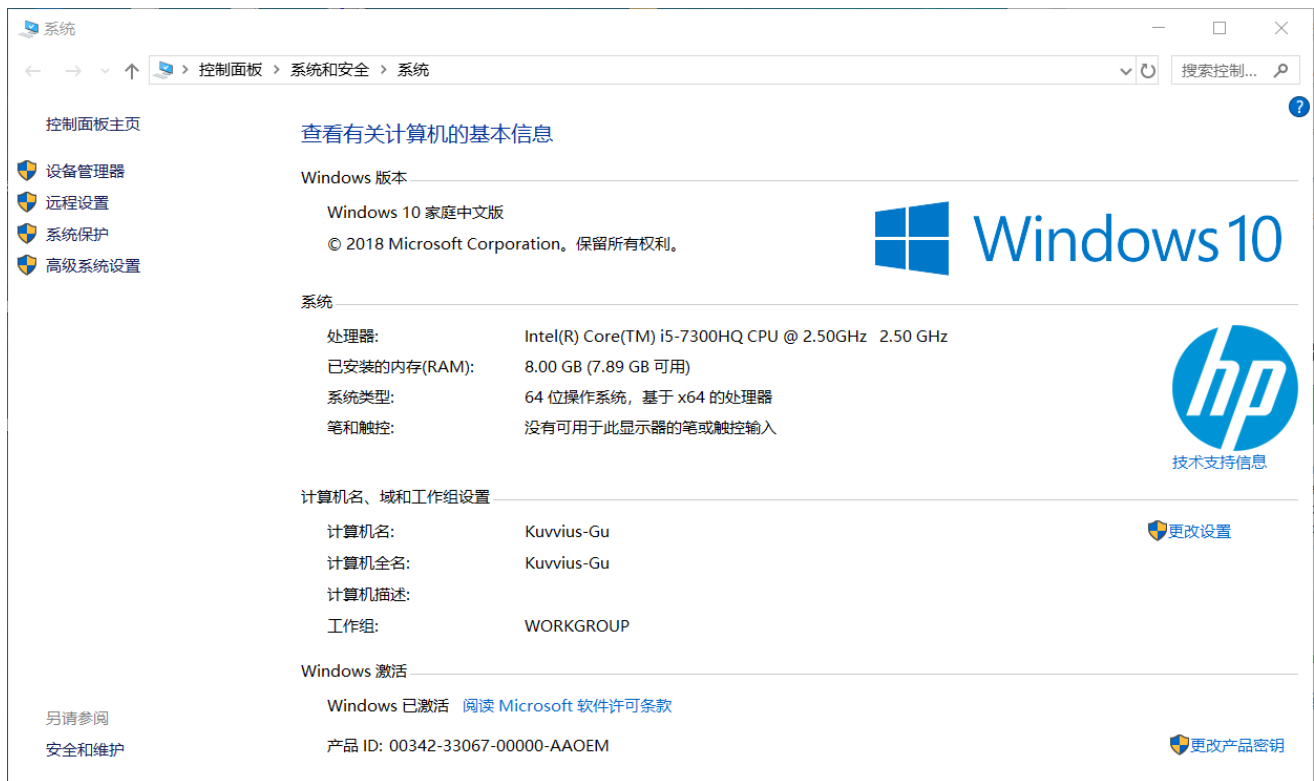 系统
控制面板 > 系统和安全 > 系统
搜索控制...
?
控制面板主页
设备管理器
远程设置
系统保护
高级系统设置
查看有关计算机的基本信息
Windows 版本
Windows 10 家庭中文版
© 2018 Microsoft Corporation。保留所有权利。
Windows 10
系统
处理器: Intel(R) Core(TM) i5-7300HQ CPU @ 2.50GHz 2.50 GHz
已安装的内存(RAM): 8.00 GB (7.89 GB 可用)
系统类型: 64 位操作系统，基于 x64 的处理器
笔和触控: 没有可用于此显示器的笔或触控输入
hp
技术支持信息
计算机名、域和工作组设置
计算机名: Kuvvius-Gu 更改设置
计算机全名: Kuvvius-Gu
计算机描述:
工作组: WORKGROUP
Windows 激活
Windows 已激活 阅读 Microsoft 软件许可条款
产品 ID: 00342-33067-00000-AAOEM 更改产品密钥
另请参阅
安全和维护